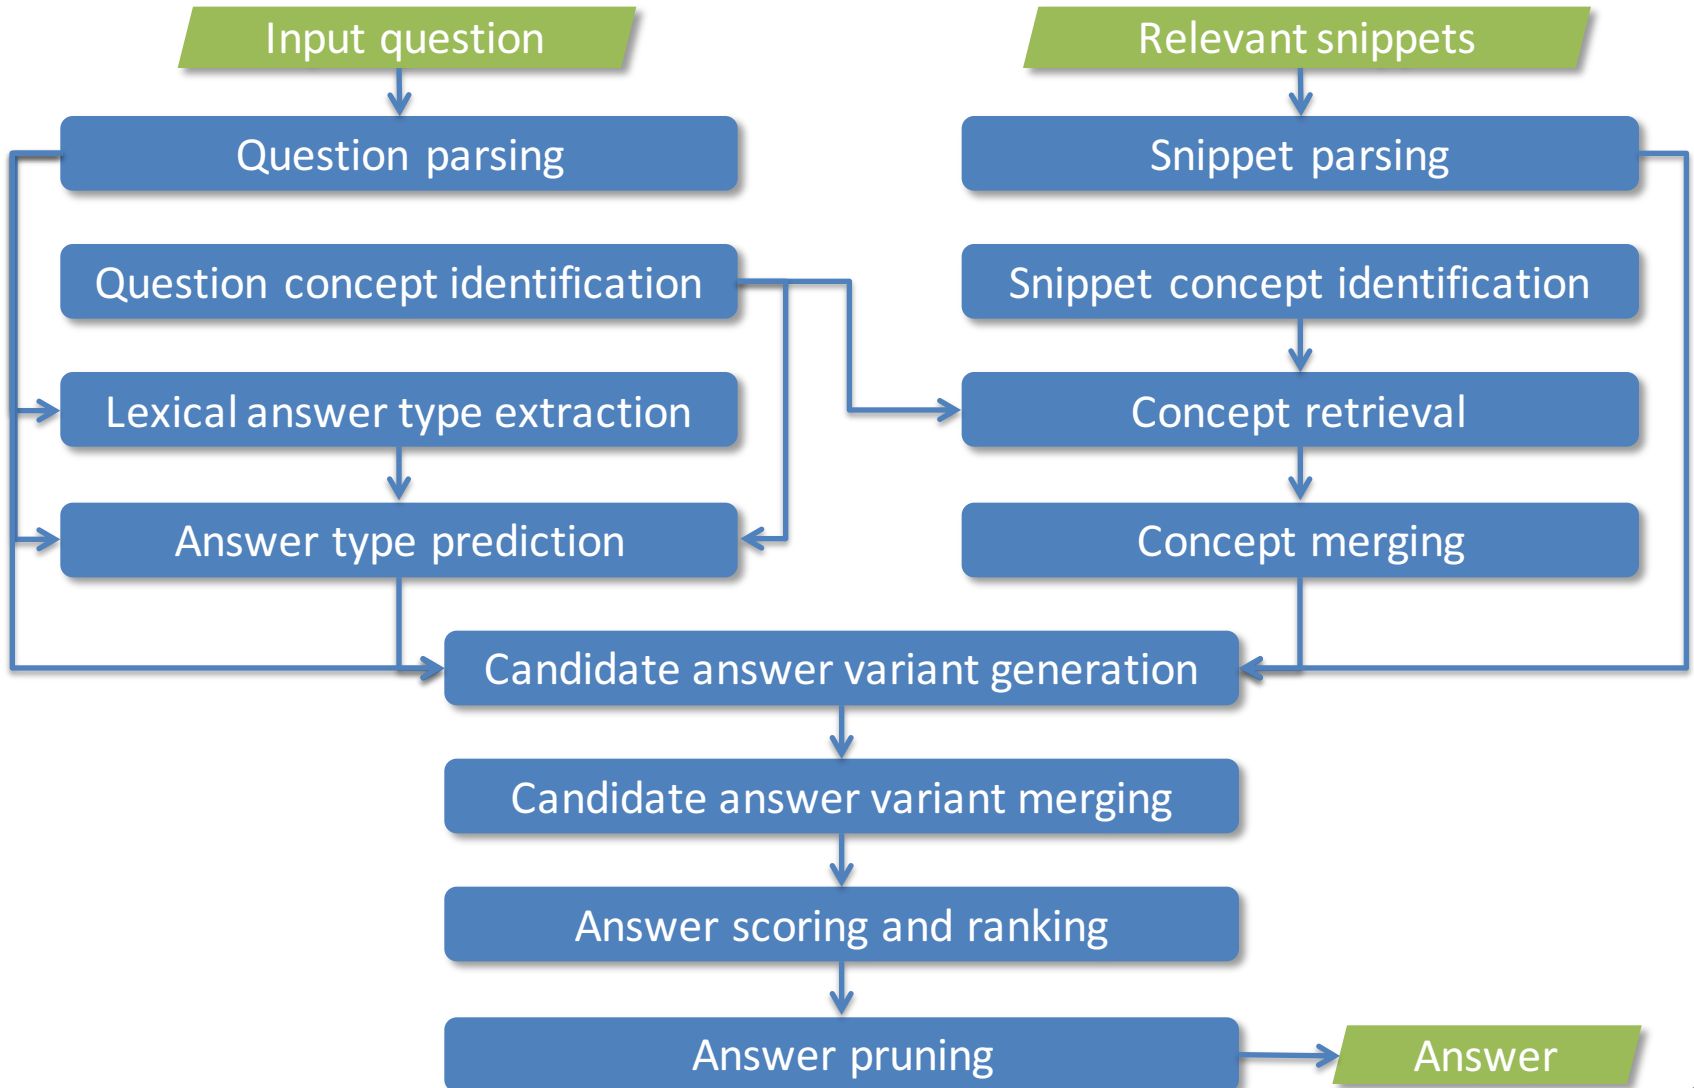 Input question
Relevant snippets
Question parsing
Snippet parsing
Question concept identification
Snippet concept identification
Lexical answer type extraction
Concept retrieval
Answer type prediction
Concept merging
Candidate answer variant generation
Candidate answer variant merging
Answer scoring and ranking
Answer pruning
Answer